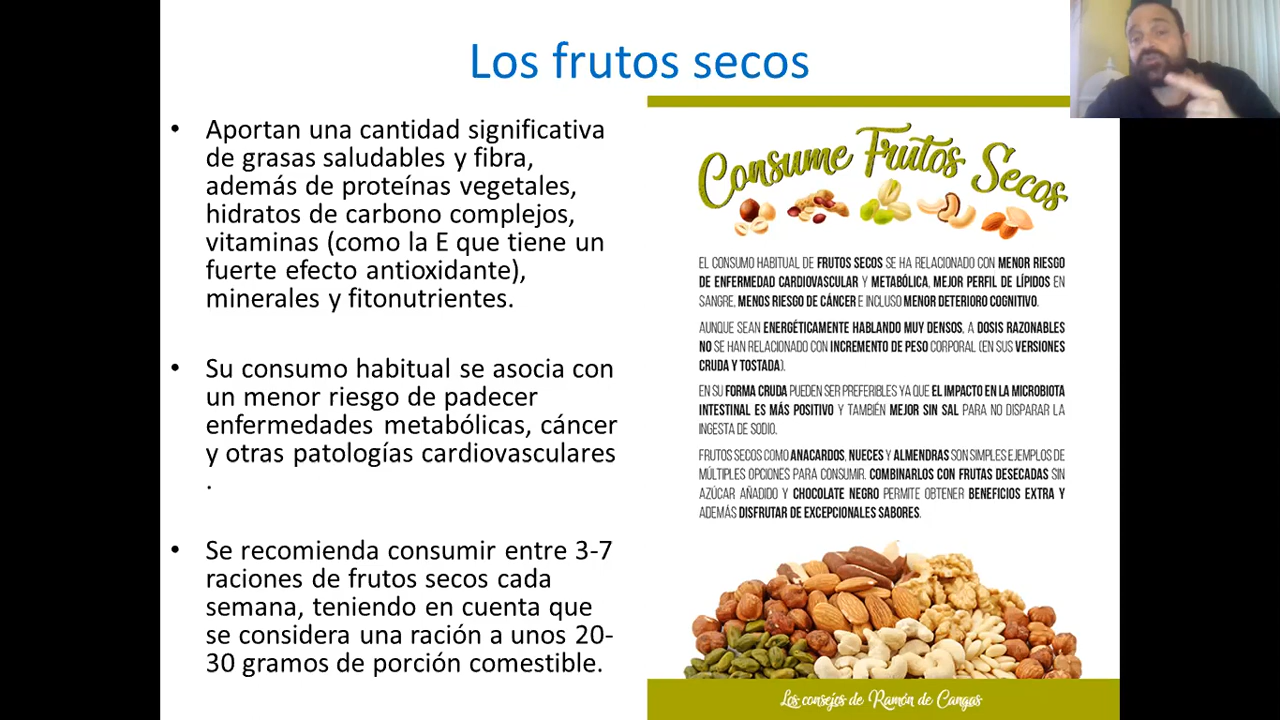 Los frutos secos
• Aportan una cantidad significativa
de grasas saludables y fibra,
además de proteínas vegetales,
hidratos de carbono complejos,
vitaminas (como la E que tiene un
fuerte efecto antioxidante),
minerales y fitonutrientes.
• Su consumo habitual se asocia con
un menor riesgo de padecer
enfermedades metabólicas, cáncer
y otras patologías cardiovasculares
.
• Se recomienda consumir entre 3-7
raciones de frutos secos cada
semana, teniendo en cuenta que
se considera una ración a unos 20-
30 gramos de porción comestible.
Consume Frutos Secos
EL CONSUMO HABITUAL DE FRUTOS SECOS SE HA RELACIONADO CON MENOR RIESGO
DE ENFERMEDAD CARDIOVASCULAR Y METABÓLICA, MEJOR PERFIL DE LÍPIDOS EN
SANGRE, MENOS RIESGO DE CÁNCER E INCLUSO MENOR DETERIORO COGNITIVO.
AUNQUE SEAN ENERGÉTICAMENTE HABLANDO MUY DENSOS, A DOSIS RAZONABLES
NO SE HAN RELACIONADO CON INCREMENTO DE PESO CORPORAL (EN SUS VERSIONES
CRUDA Y TOSTADA).
EN SU FORMA CRUDA PUEDEN SER PREFERIBLES YA QUE EL IMPACTO EN LA MICROBIOTA
INTESTINAL ES MÁS POSITIVO Y TAMBIÉN MEJOR SIN SAL PARA NO DISPARAR LA
INGESTA DE SODIO.
FRUTOS SECOS COMO ANACARDOS, NUECES Y ALMENDRAS SON SIMPLES EJEMPLOS DE
MÚLTIPLES OPCIONES PARA CONSUMIR. COMBINARLOS CON FRUTAS DESECADAS SIN
AZÚCAR AÑADIDO Y CHOCOLATE NEGRO PERMITE OBTENER BENEFICIOS EXTRA Y
ADEMÁS DISFRUTAR DE EXCEPCIONALES SABORES.
Los consejos de Ramón de Cangas